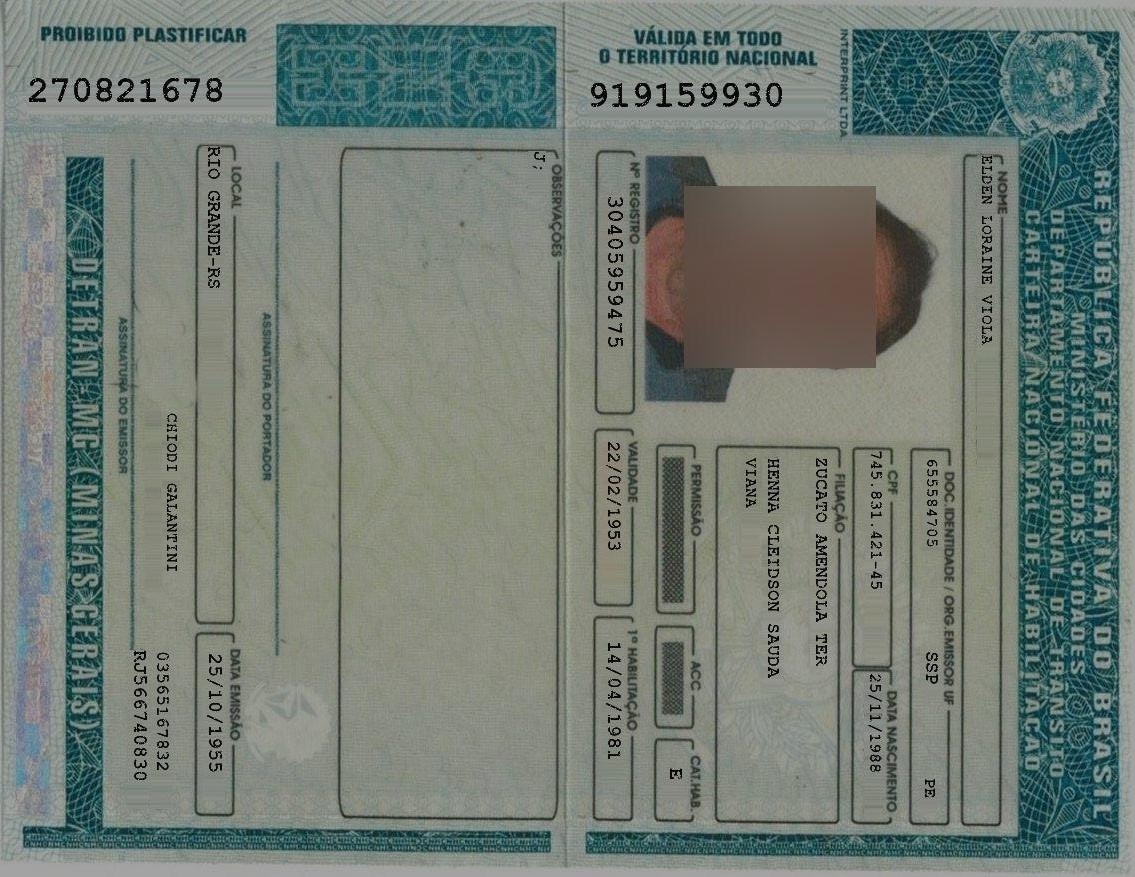 REPÚBLICA FEDERATIVA DO BRASIL
MINISTÉRIO DAS CIDADES
DEPARTAMENTO NACIONAL DE TRÂNSITO
CARTEIRA NACIONAL DE HABILITAÇÃO
NOME
ELDEN LORAINE VIOLA
DOC. IDENTIDADE / ORG. EMISSOR UF
655584705 SSP PE
CPF
745.831.421-45
DATA NASCIMENTO
25/11/1988
FILIAÇÃO
ZUCATO AMENDOLA TER
HENNA CLEIDSON SAUDA
VIANA
PERMISSÃO
ACC
CAT. HAB.
E
Nº REGISTRO
30405959475
VALIDADE
22/02/1953
1ª HABILITAÇÃO
14/04/1981
VÁLIDA EM TODO
O TERRITÓRIO NACIONAL
919159930
INTERPRINT LTDA.
OBSERVAÇÕES
J;
ASSINATURA DO PORTADOR
LOCAL
RIO GRANDE-RS
DATA EMISSÃO
25/10/1955
CHIODI GALANTINI
03565167832
RJ566740830
ASSINATURA DO EMISSOR
DETRAN-MG (MINAS GERAIS)
PROIBIDO PLASTIFICAR
270821678